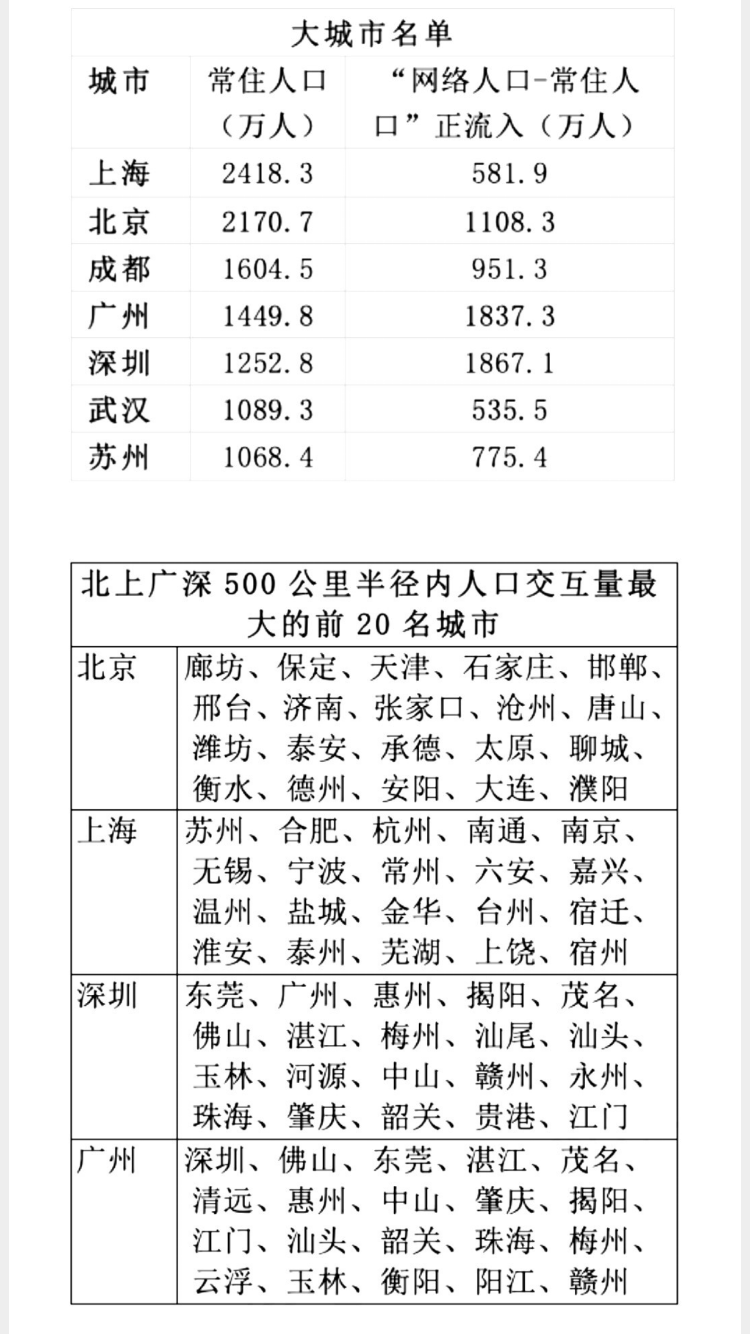 大城市名单
城市 常住人口 “网络人口-常住人
（万人） 口”正流入（万人）
上海 2418.3 581.9
北京 2170.7 1108.3
成都 1604.5 951.3
广州 1449.8 1837.3
深圳 1252.8 1867.1
武汉 1089.3 535.5
苏州 1068.4 775.4
北上广深 500 公里半径内人口交互量最
大的前 20 名城市
北京 廊坊、保定、天津、石家庄、邯郸、
邢台、济南、张家口、沧州、唐山、
潍坊、泰安、承德、太原、聊城、
衡水、德州、安阳、大连、濮阳
上海 苏州、合肥、杭州、南通、南京、
无锡、宁波、常州、六安、嘉兴、
温州、盐城、金华、台州、宿迁、
淮安、泰州、芜湖、上饶、宿州
深圳 东莞、广州、惠州、揭阳、茂名、
佛山、湛江、梅州、汕尾、汕头、
玉林、河源、中山、赣州、永州、
珠海、肇庆、韶关、贵港、江门
广州 深圳、佛山、东莞、湛江、茂名、
清远、惠州、中山、肇庆、揭阳、
江门、汕头、韶关、珠海、梅州、
云浮、玉林、衡阳、阳江、赣州